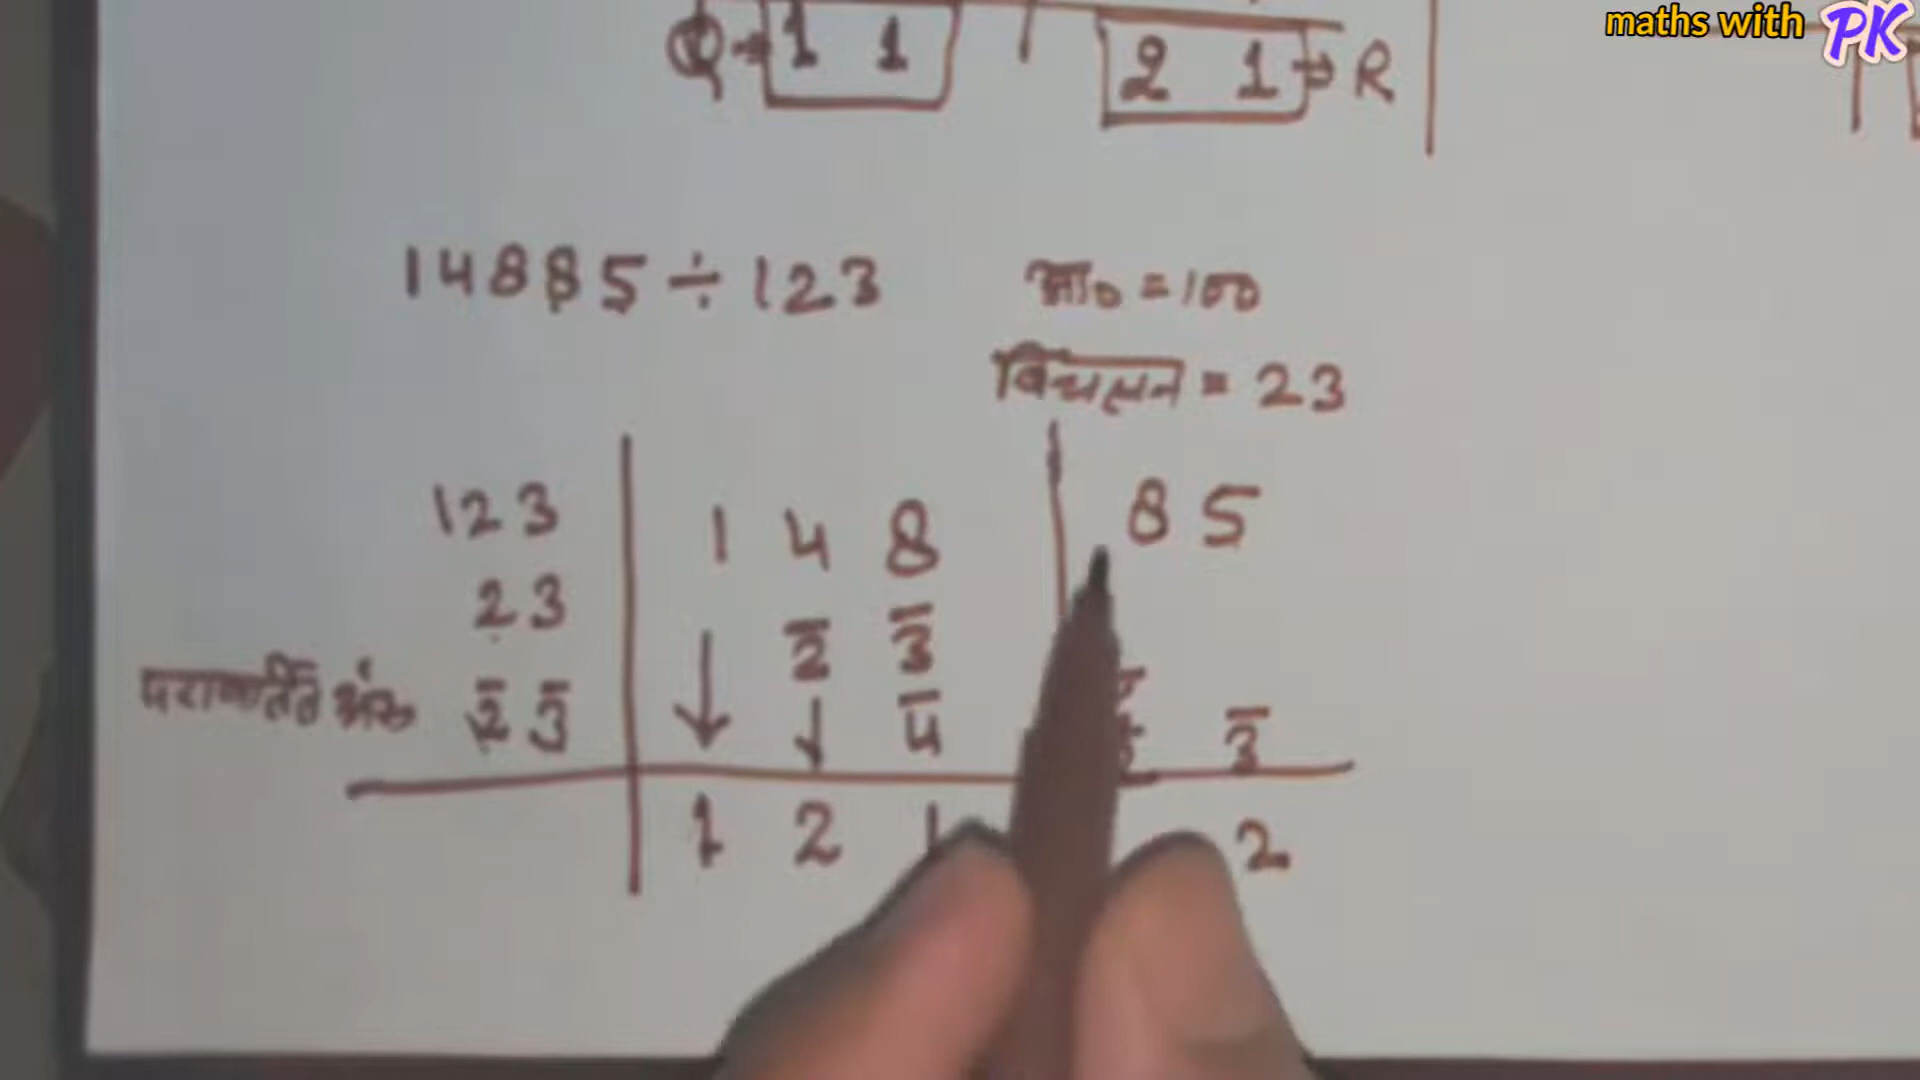 maths with PK
Q → 1 1 2 1 → R
14885 ÷ 123 आ० = 100
विचलन = 23
123 1 4 8 8 5
23 2̅ 3̅
परावर्तित अंक 2̅ 3̅ ↓ ↓ 4̅ 3̅
1 2 1 2